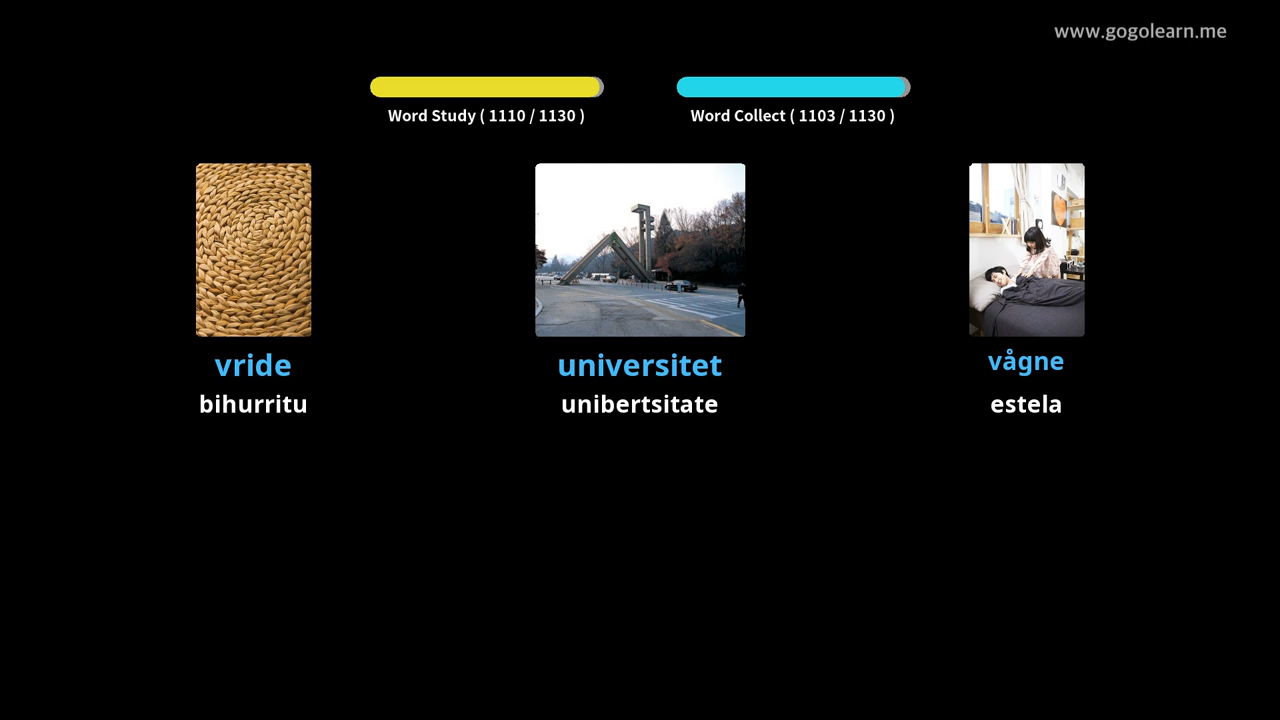 www.gogolearn.me
Word Study ( 1110 / 1130 )
Word Collect ( 1103 / 1130 )
vride
bihurritu
universitet
unibertsitate
vågne
estela